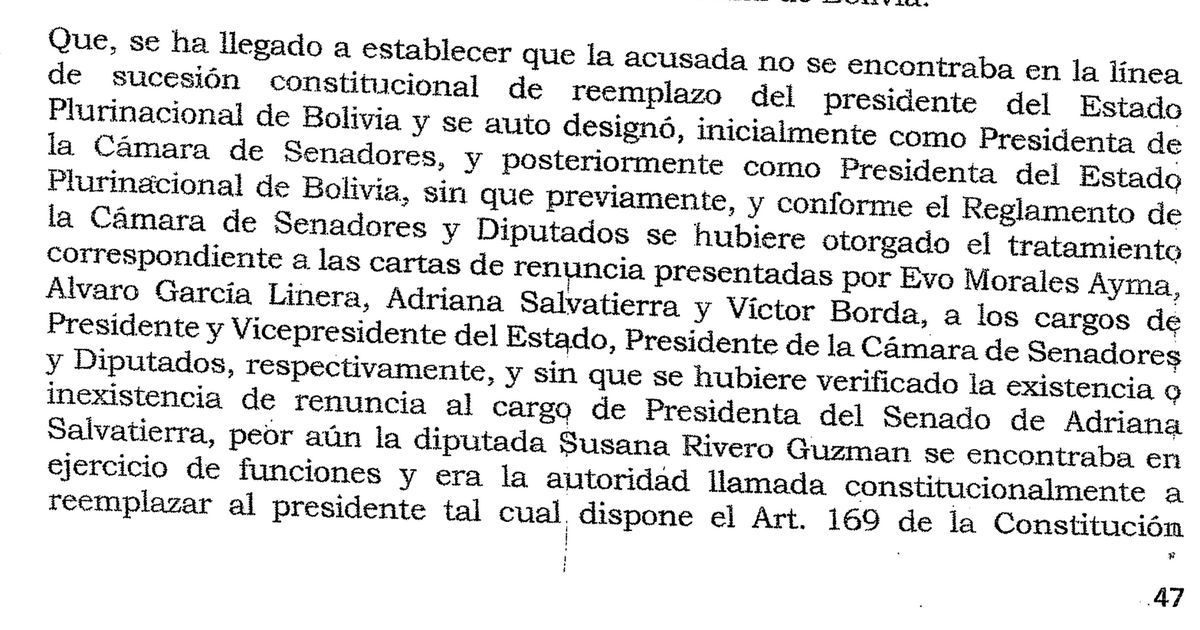 Que, se ha llegado a establecer que la acusada no se encontraba en la línea
de sucesión constitucional de reemplazo del presidente del Estado
Plurinacional de Bolivia y se auto designó, inicialmente como Presidenta de
la Cámara de Senadores, y posteriormente como Presidenta del Estado
Plurinacional de Bolivia, sin que previamente, y conforme el Reglamento de
la Cámara de Senadores y Diputados se hubiere otorgado el tratamiento
correspondiente a las cartas de renuncia presentadas por Evo Morales Ayma,
Alvaro García Linera, Adriana Salvatierra y Víctor Borda, a los cargos de
Presidente y Vicepresidente del Estado, Presidente de la Cámara de Senadores
y Diputados, respectivamente, y sin que se hubiere verificado la existencia o
inexistencia de renuncia al cargo de Presidenta del Senado de Adriana
Salvatierra, peor aún la diputada Susana Rivero Guzman se encontraba en
ejercicio de funciones y era la autoridad llamada constitucionalmente a
reemplazar al presidente tal cual dispone el Art. 169 de la Constitución
47